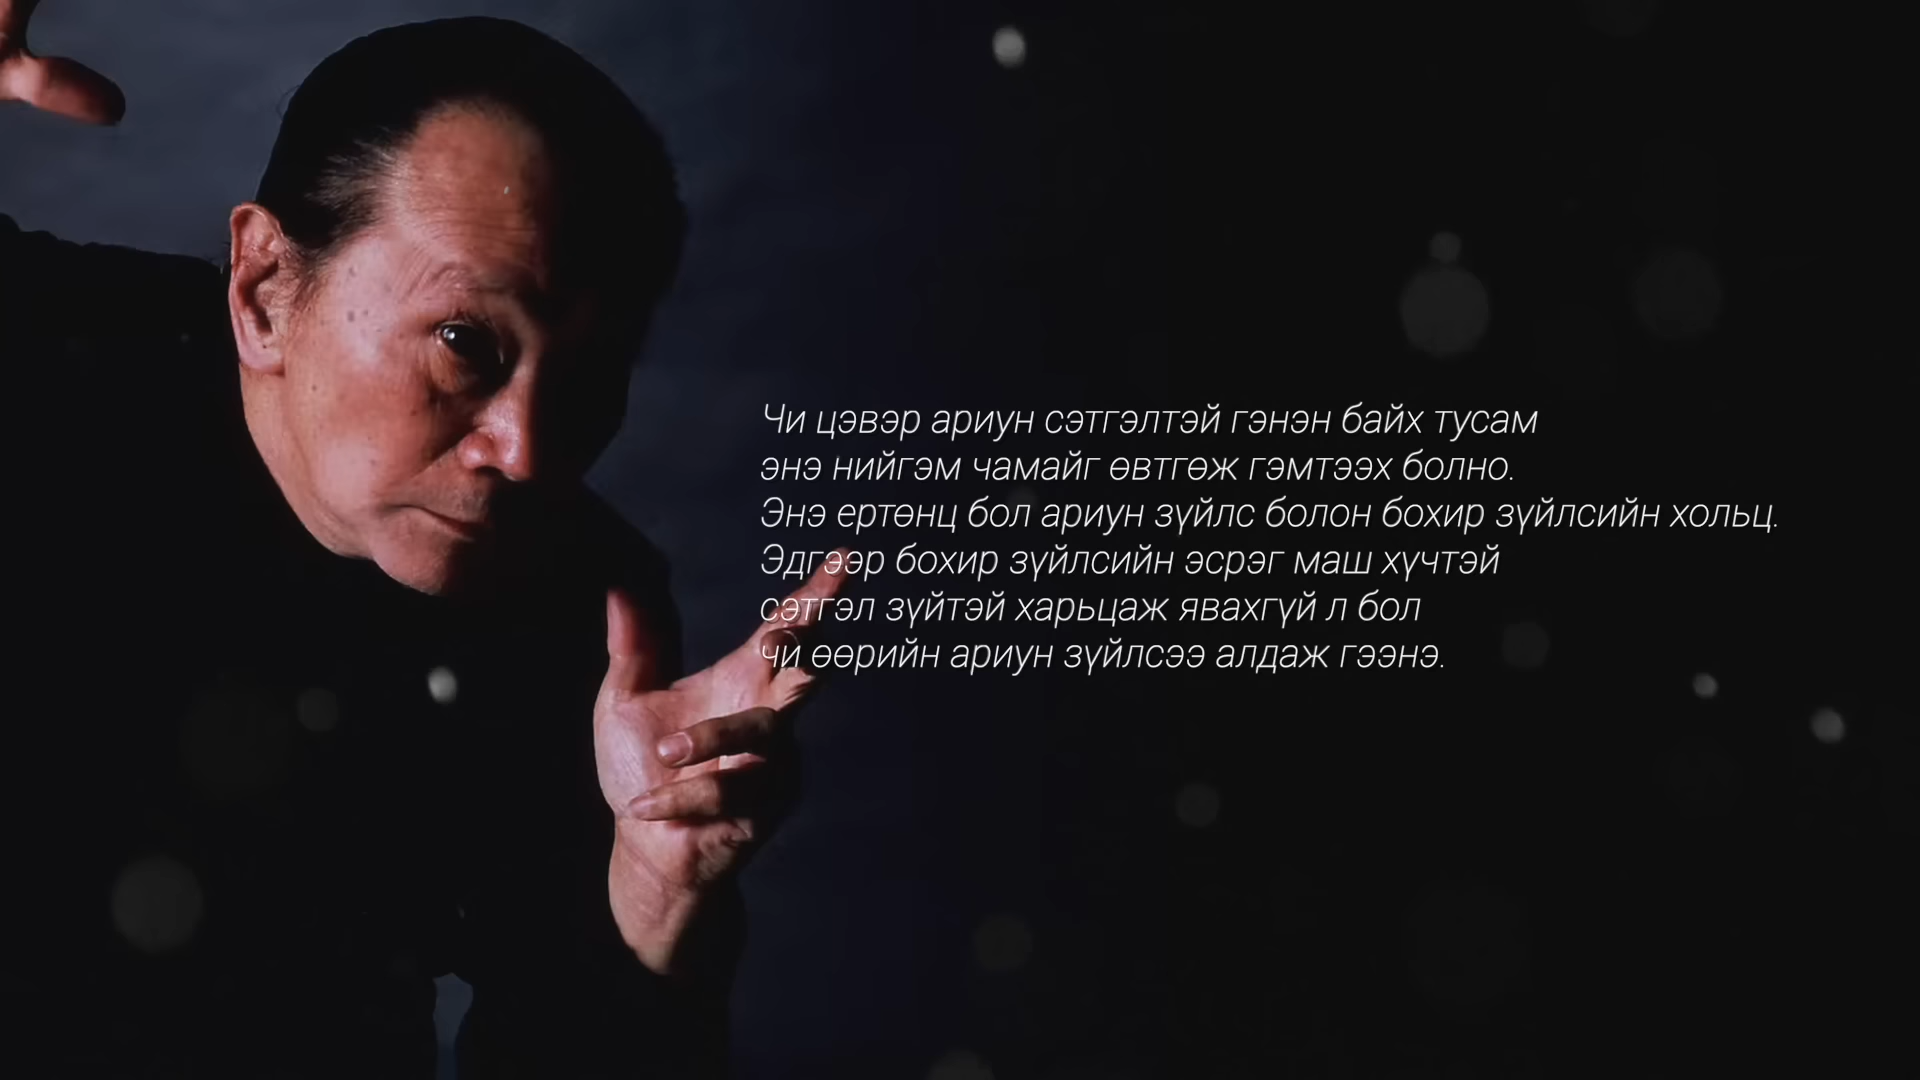 Чи цэвэр ариун сэтгэлтэй гэнэн байх тусам
энэ нийгэм чамайг өвтгөж гэмтээх болно.
Энэ ертөнц бол ариун зүйлс болон бохир зүйлсийн хольц.
Эдгээр бохир зүйлсийн эсрэг маш хүчтэй
сэтгэл зүйтэй харьцаж явахгүй л бол
чи өөрийн ариун зүйлсээ алдаж гээнэ.